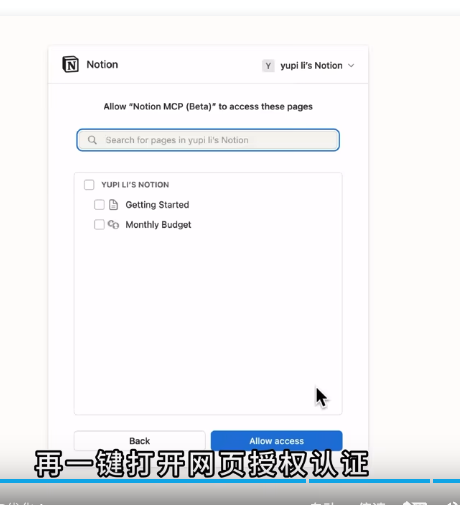 Notion
Y yupi li's Notion
Allow "Notion MCP (Beta)" to access these pages
Search for pages in yupi li's Notion
YUPI LI'S NOTION
Getting Started
Monthly Budget
Back
Allow access
再一键打开网页授权认证